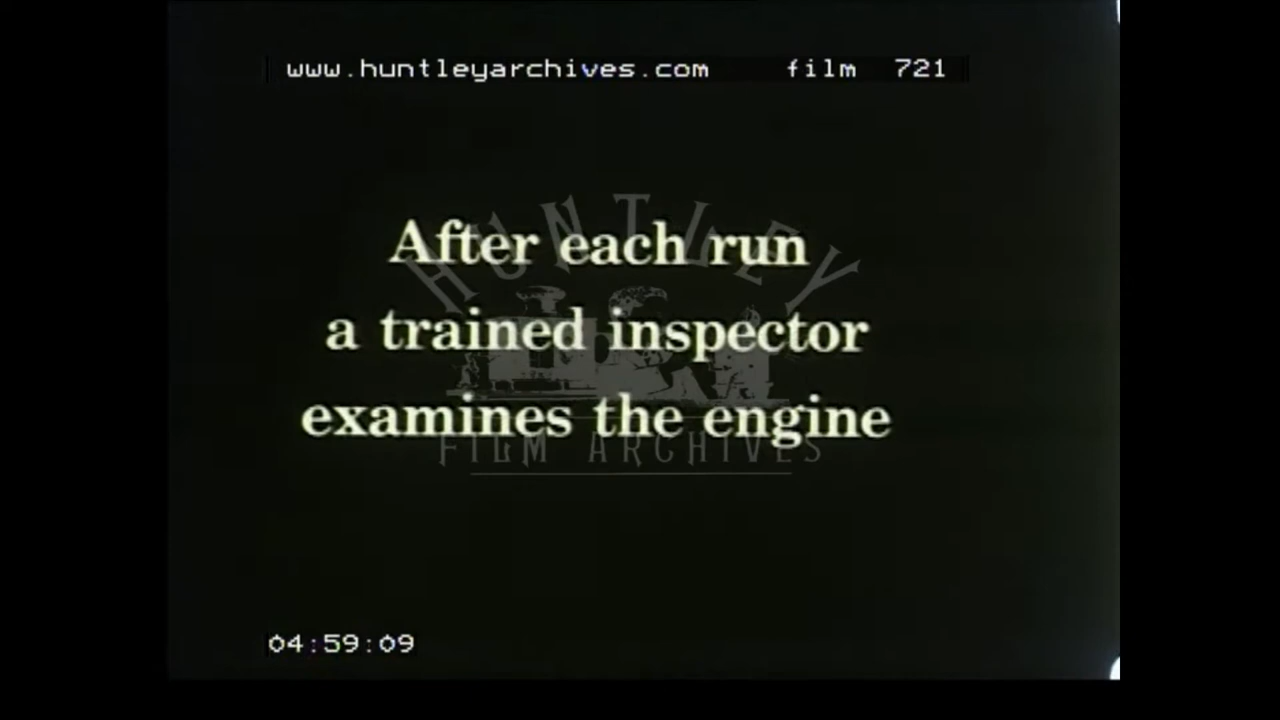 www.huntleyarchives.com film 721
HUNTLEY
After each run
a trained inspector
examines the engine
FILM ARCHIVES
04:59:09